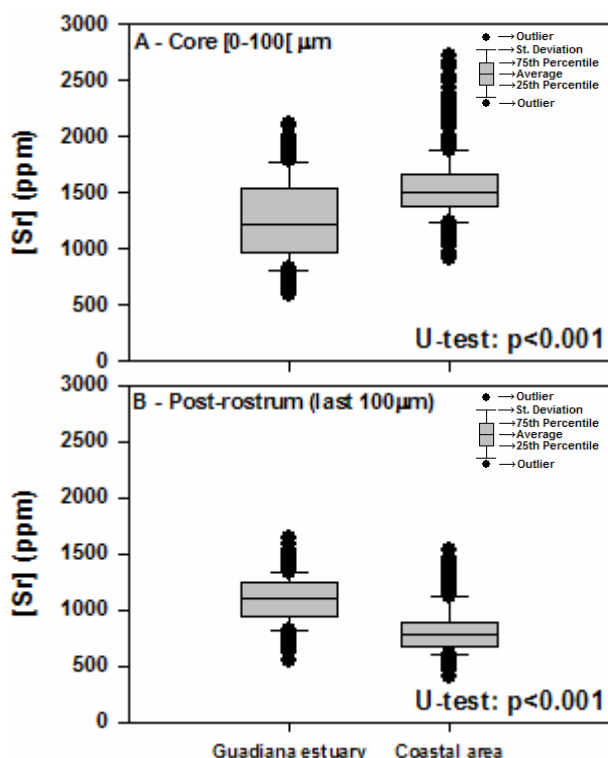 A - Core [0-100[ µm
→Outlier
→St. Deviation
→75th Percentile
→Average
→25th Percentile
→Outlier
3000
2500
2000
1500
1000
500
0
[Sr] (ppm)
U-test: p<0.001
B - Post-rostrum (last 100µm)
→Outlier
→St. Deviation
→75th Percentile
→Average
→25th Percentile
→Outlier
3000
2500
2000
1500
1000
500
0
[Sr] (ppm)
U-test: p<0.001
Guadiana estuary Coastal area